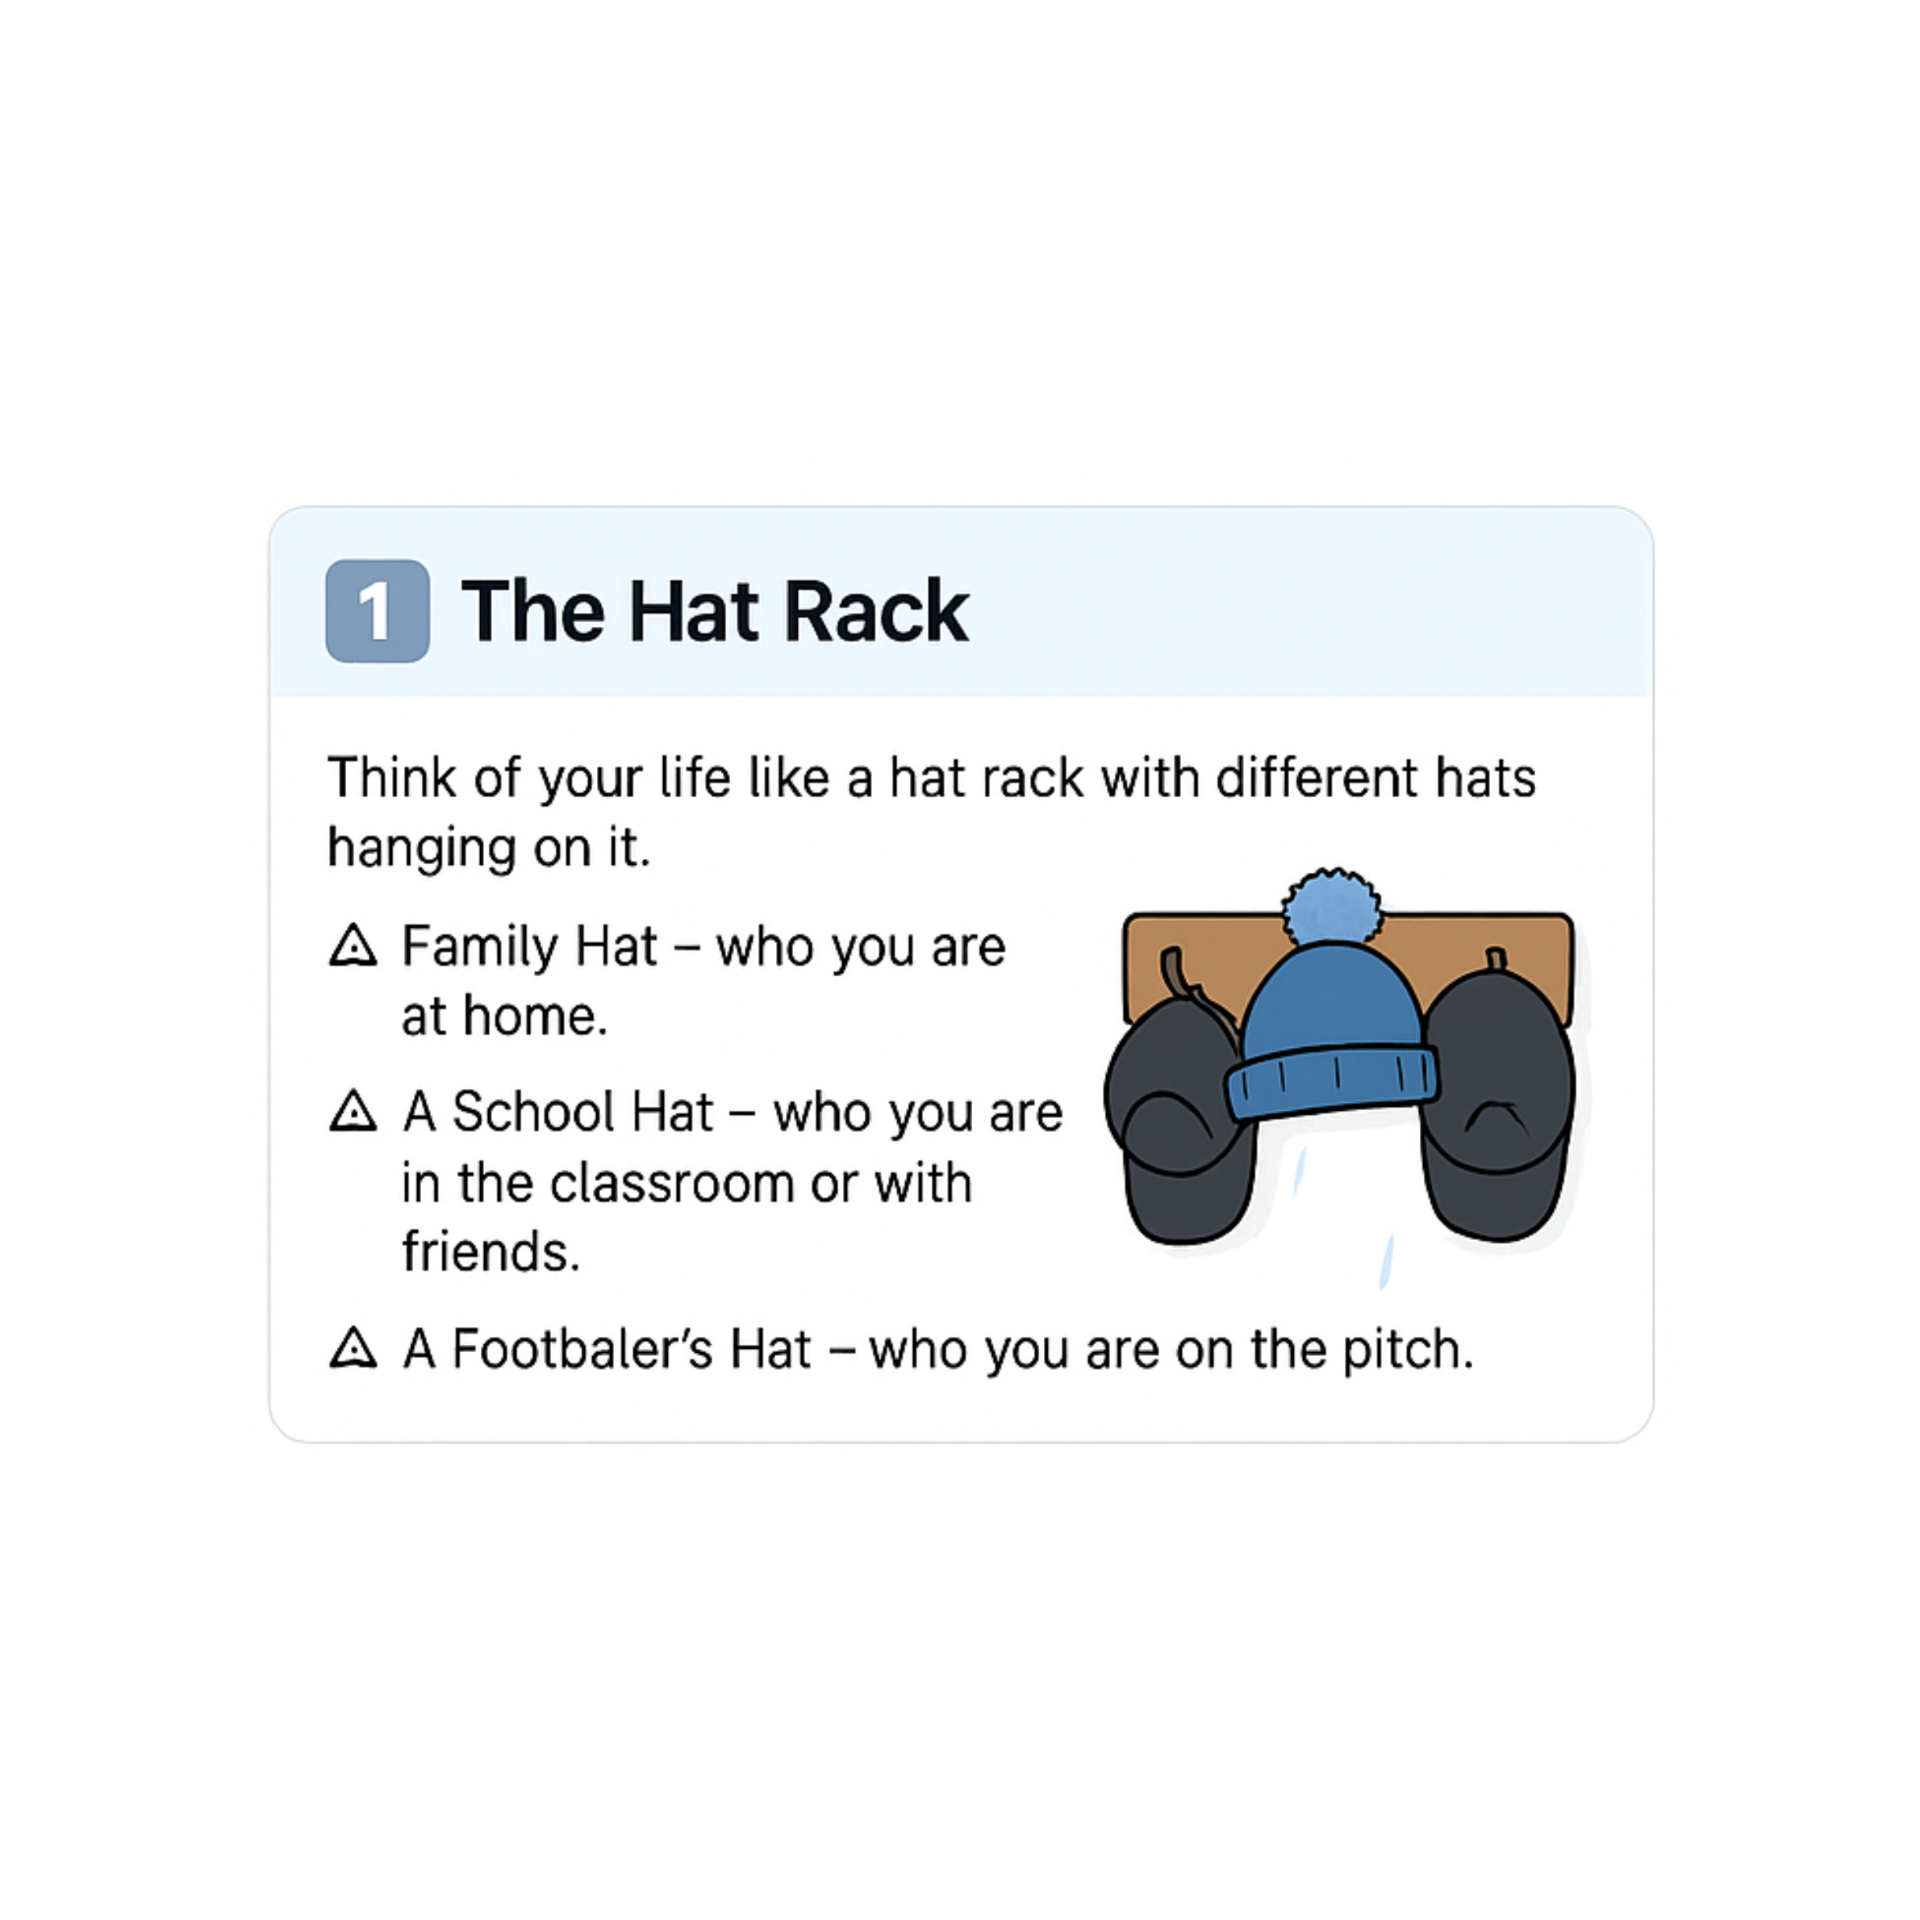 1 The Hat Rack
Think of your life like a hat rack with different hats
hanging on it.
Family Hat – who you are
at home.
A School Hat – who you are
in the classroom or with
friends.
A Footbaler’s Hat – who you are on the pitch.